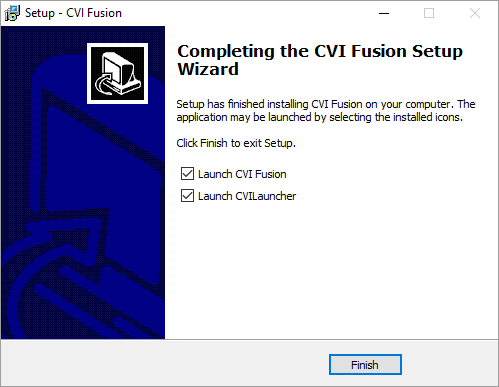 Setup - CVI Fusion
Completing the CVI Fusion Setup
Wizard
Setup has finished installing CVI Fusion on your computer. The
application may be launched by selecting the installed icons.
Click Finish to exit Setup.
Launch CVI Fusion
Launch CVILauncher
Finish